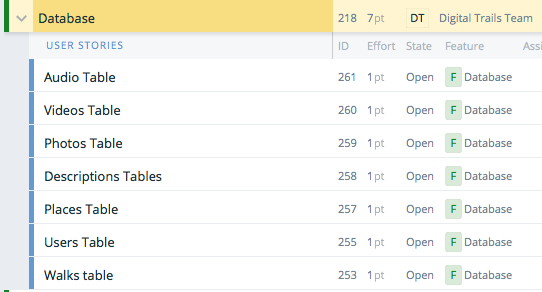 Database 218 7pt DT Digital Trails Team
USER STORIES ID Effort State Feature Assi
Audio Table 261 1pt Open F Database
Videos Table 260 1pt Open F Database
Photos Table 259 1pt Open F Database
Descriptions Tables 258 1pt Open F Database
Places Table 257 1pt Open F Database
Users Table 255 1pt Open F Database
Walks table 253 1pt Open F Database